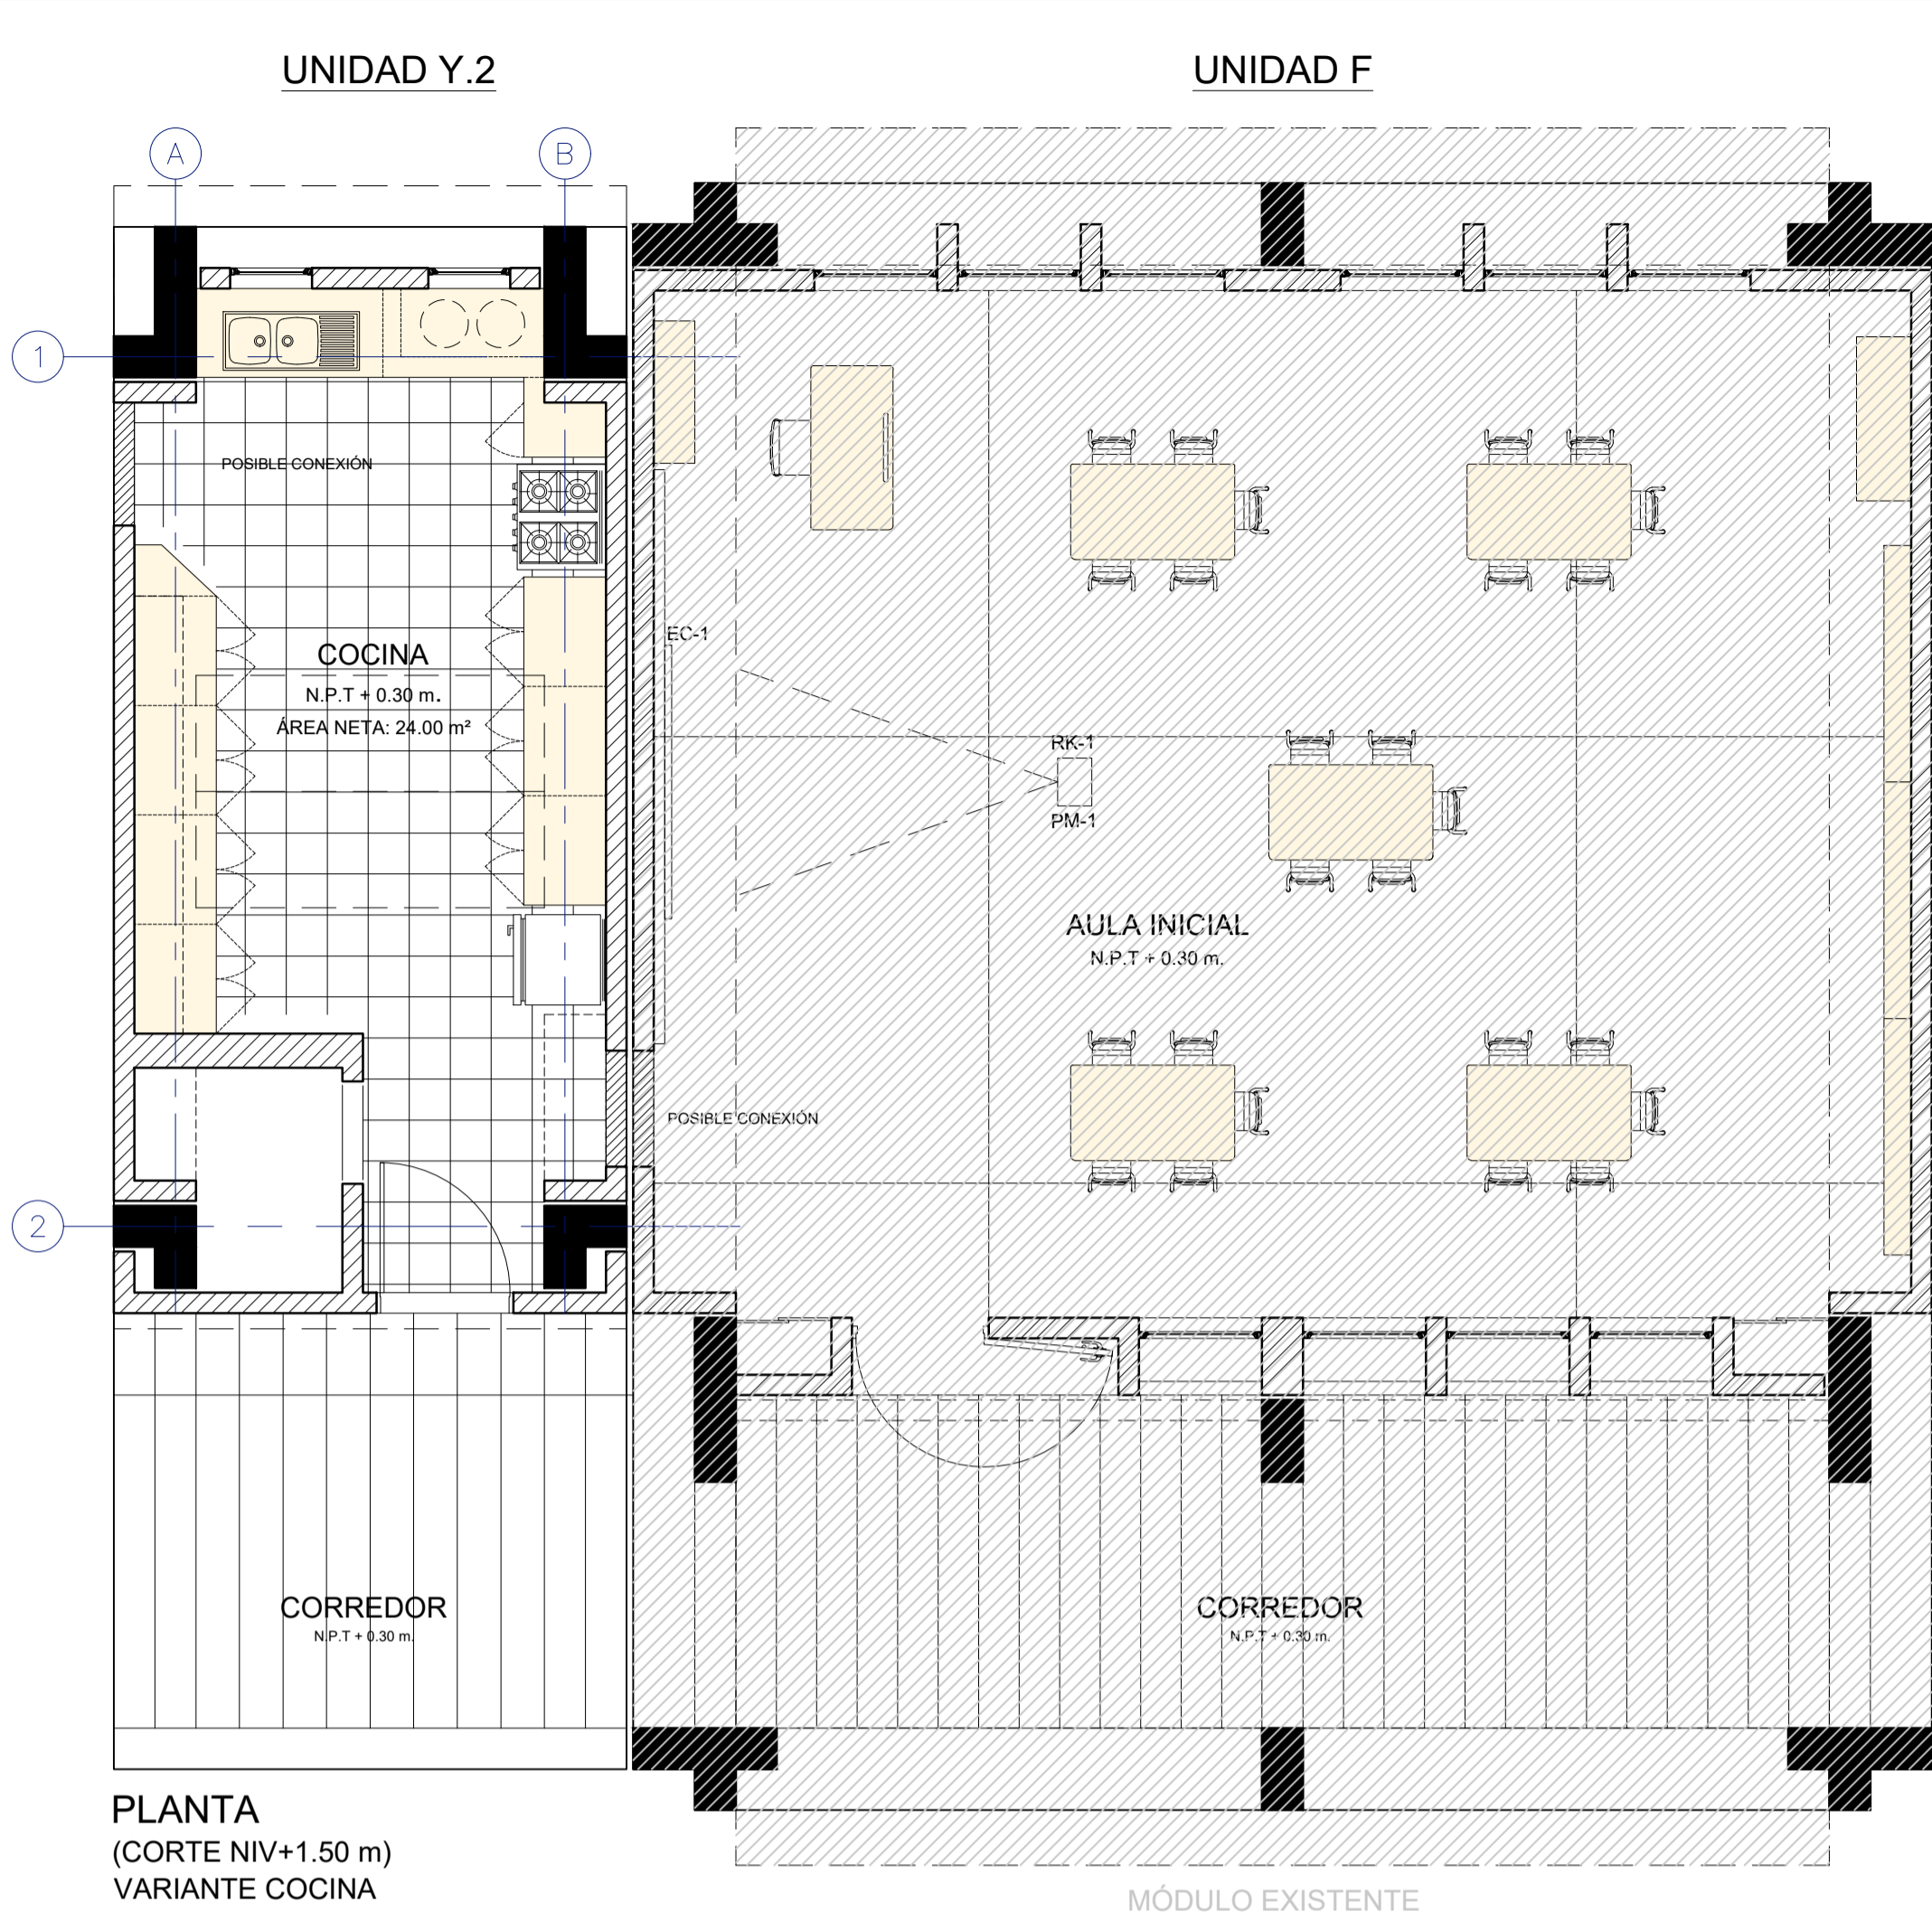 UNIDAD Y.2
UNIDAD F
A
B
1
POSIBLE CONEXIÓN
EC-1
COCINA
N.P.T + 0.30 m.
ÁREA NETA: 24.00 m²
RK-1
PM-1
AULA INICIAL
N.P.T + 0.30 m.
POSIBLE CONEXIÓN
2
CORREDOR
N.P.T + 0.30 m.
CORREDOR
N.P.T + 0.30 m.
PLANTA
(CORTE NIV+1.50 m)
VARIANTE COCINA
MÓDULO EXISTENTE